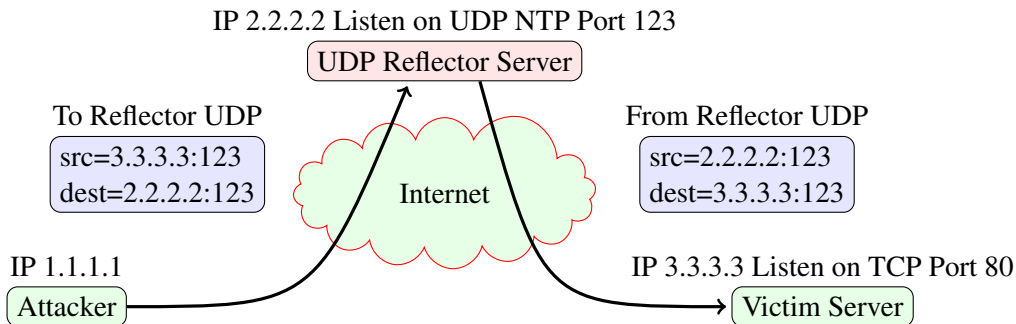 IP 2.2.2.2 Listen on UDP NTP Port 123
UDP Reflector Server
To Reflector UDP
src=3.3.3.3:123
dest=2.2.2.2:123
From Reflector UDP
src=2.2.2.2:123
dest=3.3.3.3:123
Internet
IP 1.1.1.1
Attacker
IP 3.3.3.3 Listen on TCP Port 80
Victim Server